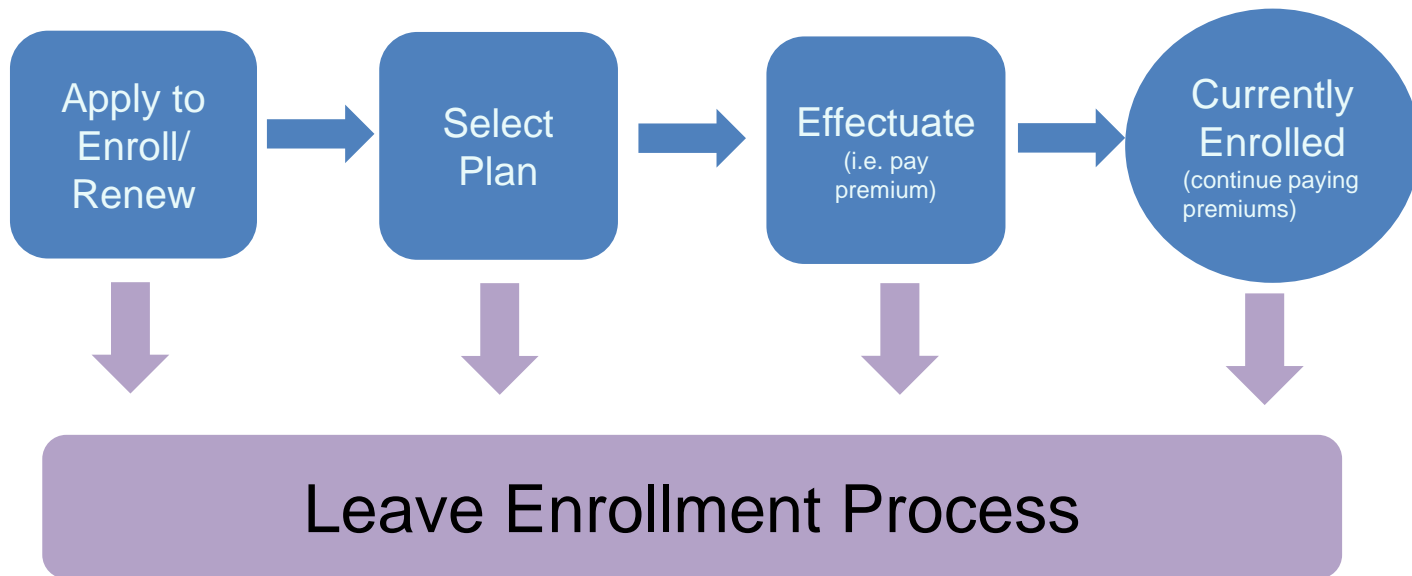 Apply to
Enroll/
Renew
Select
Plan
Effectuate
(i.e. pay
premium)
Currently
Enrolled
(continue paying
premiums)
Leave Enrollment Process